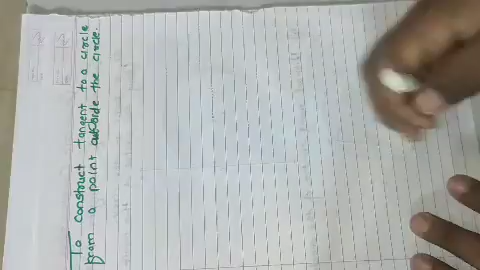 To construct tangent to a circle
from a point outside the circle.